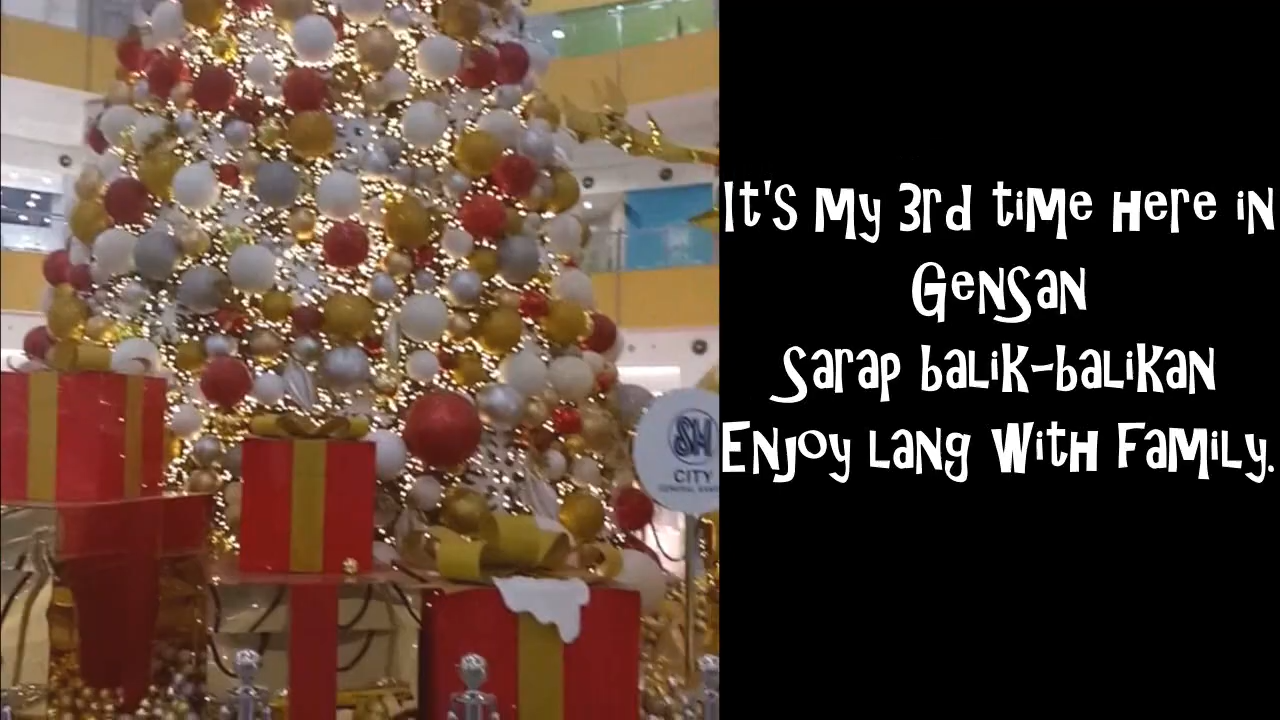 SM
CITY
It's my 3rd time here in
Gensan
Sarap balik-balikan
Enjoy lang with family.